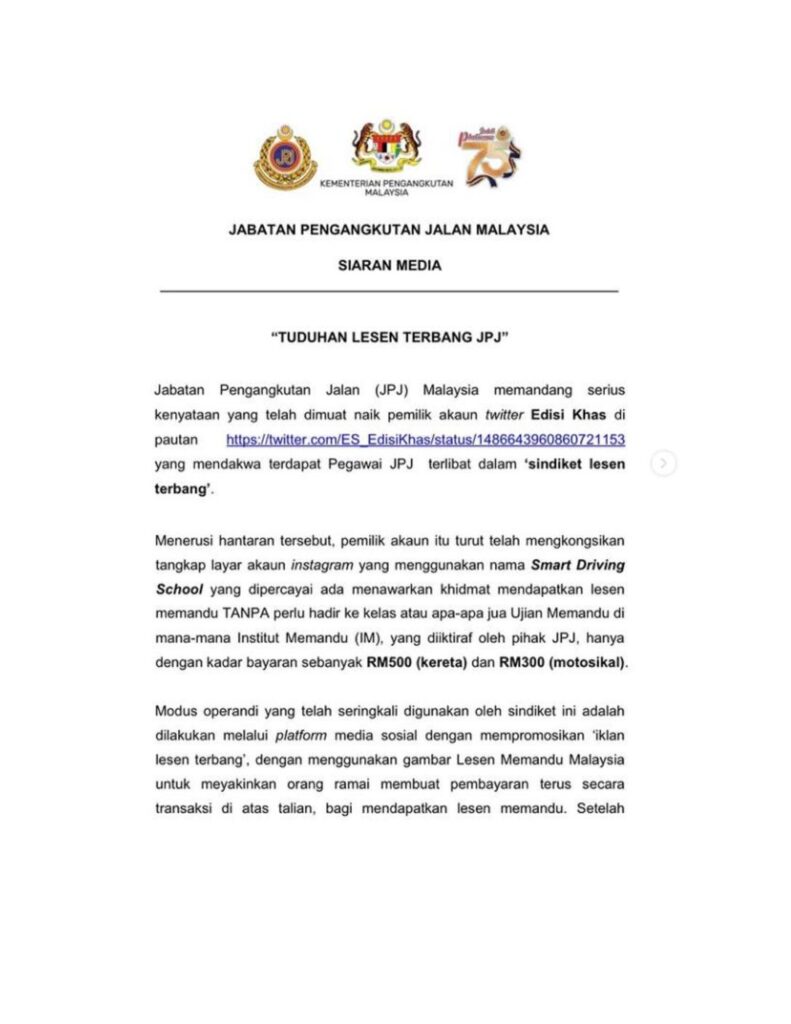 KEMENTERIAN PENGANGKUTAN
MALAYSIA
75
JABATAN PENGANGKUTAN JALAN MALAYSIA
SIARAN MEDIA
“TUDUHAN LESEN TERBANG JPJ”
Jabatan Pengangkutan Jalan (JPJ) Malaysia memandang serius
kenyataan yang telah dimuat naik pemilik akaun twitter Edisi Khas di
pautan https://twitter.com/ES_EdisiKhas/status/1486643960860721153
yang mendakwa terdapat Pegawai JPJ terlibat dalam ‘sindiket lesen
terbang’.
Menerusi hantaran tersebut, pemilik akaun itu turut telah mengkongsikan
tangkap layar akaun instagram yang menggunakan nama Smart Driving
School yang dipercayai ada menawarkan khidmat mendapatkan lesen
memandu TANPA perlu hadir ke kelas atau apa-apa jua Ujian Memandu di
mana-mana Institut Memandu (IM), yang diiktiraf oleh pihak JPJ, hanya
dengan kadar bayaran sebanyak RM500 (kereta) dan RM300 (motosikal).
Modus operandi yang telah seringkali digunakan oleh sindiket ini adalah
dilakukan melalui platform media sosial dengan mempromosikan ‘iklan
lesen terbang’, dengan menggunakan gambar Lesen Memandu Malaysia
untuk meyakinkan orang ramai membuat pembayaran terus secara
transaksi di atas talian, bagi mendapatkan lesen memandu. Setelah